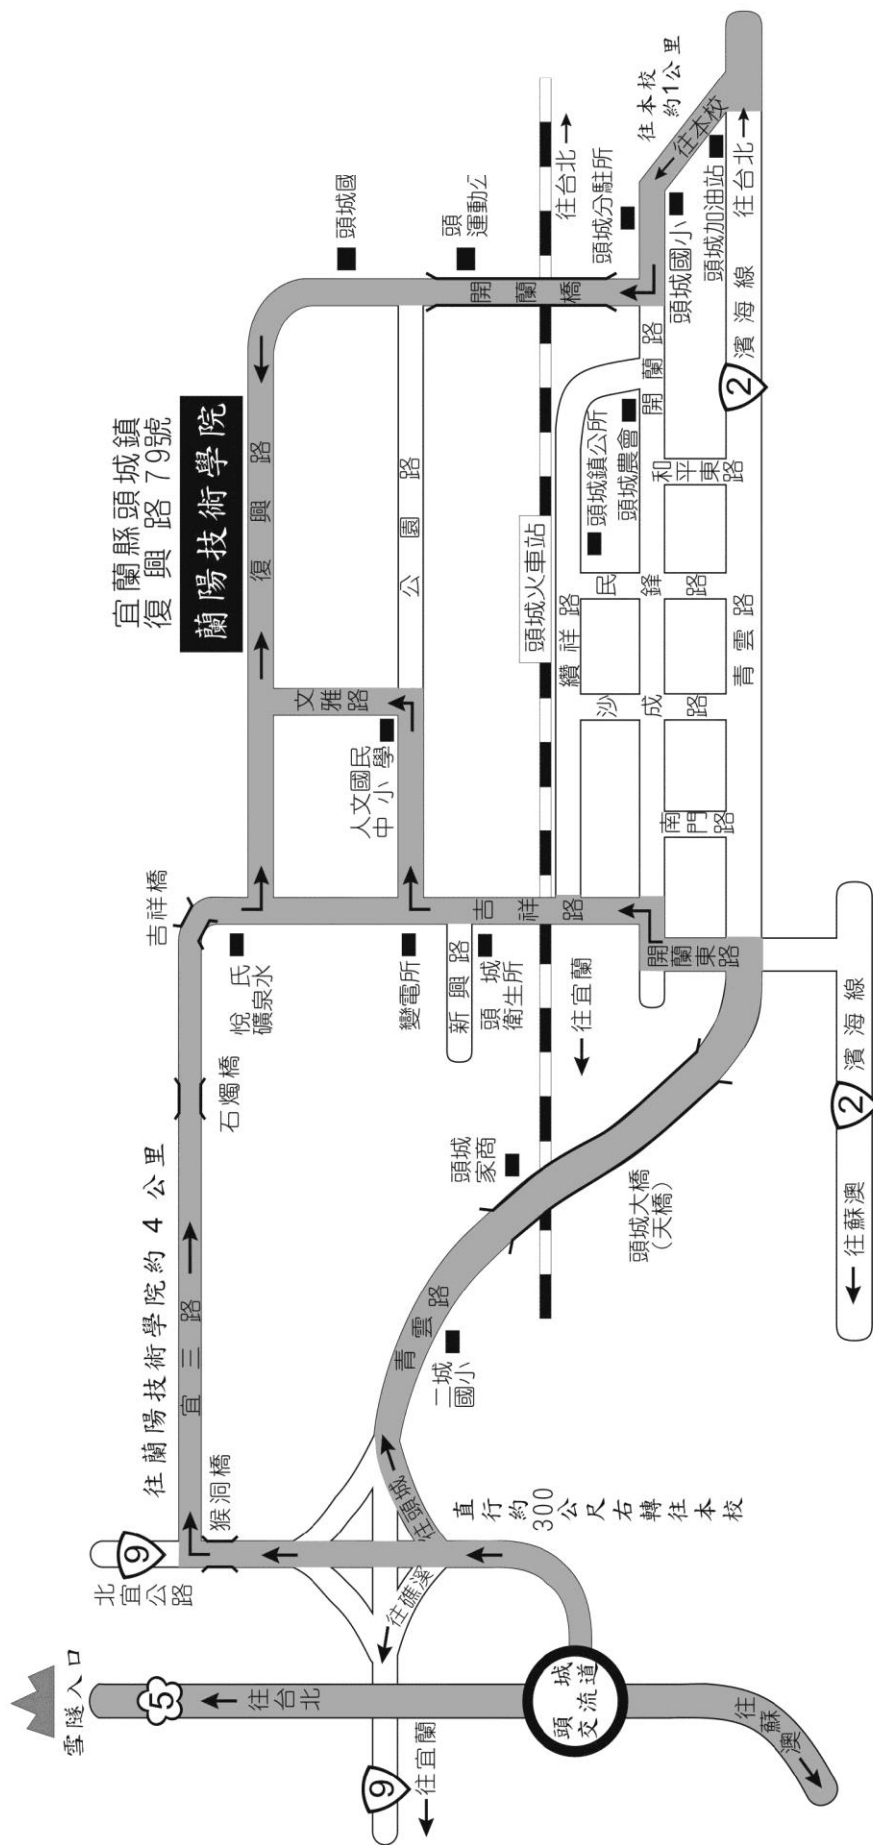 宜蘭縣頭城鎮
復興路 79號
蘭陽技術學院
復興路
文雅路
公園路
人文國民
中小學
頭城國
頭
運動公
開蘭橋
往台北
頭城火車站
往宜蘭
頭城分駐所
頭城國小
頭城加油站
往本校
約1公里
往本校
往台北
開蘭路
頭城鎮公所
頭城農會
和平東路
民鋒路
纘祥路
沙成路
南門路
青雲路
2
濱海線
吉祥橋
吉祥路
悅氏
礦泉水
變電所
新興路
頭城
衛生所
開蘭東路
濱海線
2
往蘇澳
石燭橋
往蘭陽技術學院約 4 公里
宜三路
猴洞橋
頭城
家商
頭城大橋
(天橋)
青雲路
二城
國小
往頭城
往礁溪
直行約
300公尺右轉往本校
9
北宜公路
雪隧入口
5
往台北
9
往宜蘭
頭城
交流道
往蘇澳